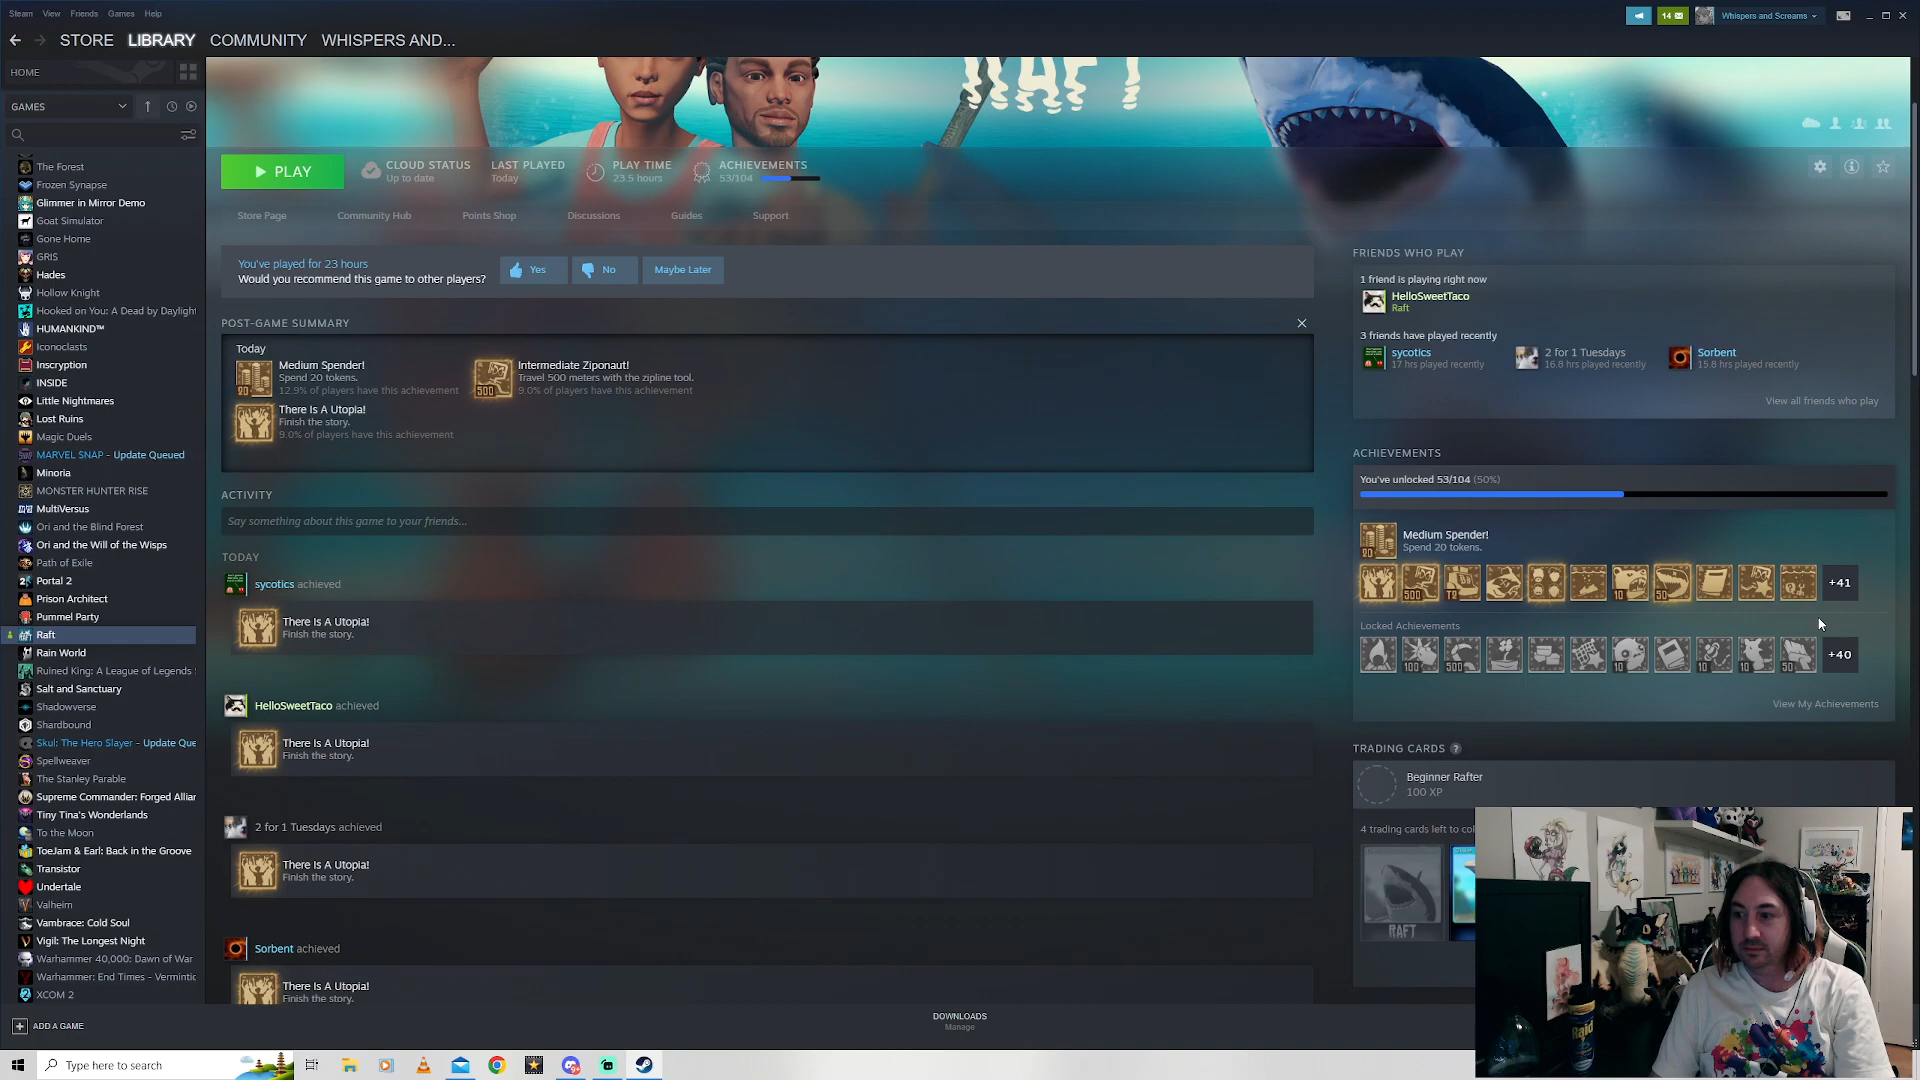 Steam View Friends Games Help
14 Whispers and Screams
STORE LIBRARY COMMUNITY WHISPERS AND...
HOME
GAMES
The Forest
Frozen Synapse
Glimmer in Mirror Demo
Goat Simulator
Gone Home
GRIS
Hades
Hollow Knight
Hooked on You: A Dead by Daylight
HUMANKIND™
Iconoclasts
Inscryption
INSIDE
Little Nightmares
Lost Ruins
Magic Duels
MARVEL SNAP - Update Queued
Minoria
MONSTER HUNTER RISE
MultiVersus
Ori and the Blind Forest
Ori and the Will of the Wisps
Path of Exile
Portal 2
Prison Architect
Pummel Party
Raft
Rain World
Ruined King: A League of Legends
Salt and Sanctuary
Shadowverse
Shardbound
Skul: The Hero Slayer - Update Que
Spellweaver
The Stanley Parable
Supreme Commander: Forged Allian
Tiny Tina's Wonderlands
To the Moon
ToeJam & Earl: Back in the Groove
Transistor
Undertale
Valheim
Vambrace: Cold Soul
Vigil: The Longest Night
Warhammer 40,000: Dawn of War
Warhammer: End Times - Vermintic
XCOM 2
ADD A GAME
RAFT
PLAY
CLOUD STATUS
Up to date
LAST PLAYED
Today
PLAY TIME
23.5 hours
ACHIEVEMENTS
53/104
Store Page Community Hub Points Shop Discussions Guides Support
You've played for 23 hours
Would you recommend this game to other players?
Yes No Maybe Later
POST-GAME SUMMARY
Today
Medium Spender!
Spend 20 tokens.
12.9% of players have this achievement
Intermediate Ziponaut!
Travel 500 meters with the zipline tool.
9.0% of players have this achievement
There Is A Utopia!
Finish the story.
9.0% of players have this achievement
ACTIVITY
Say something about this game to your friends...
TODAY
sycotics achieved
There Is A Utopia!
Finish the story.
HelloSweetTaco achieved
There Is A Utopia!
Finish the story.
2 for 1 Tuesdays achieved
There Is A Utopia!
Finish the story.
Sorbent achieved
There Is A Utopia!
Finish the story.
FRIENDS WHO PLAY
1 friend is playing right now
HelloSweetTaco
Raft
3 friends have played recently
sycotics
17 hrs played recently
2 for 1 Tuesdays
16.8 hrs played recently
Sorbent
15.8 hrs played recently
View all friends who play
ACHIEVEMENTS
You've unlocked 53/104 (50%)
Medium Spender!
Spend 20 tokens.
+41
Locked Achievements
+40
View My Achievements
TRADING CARDS ?
Beginner Rafter
100 XP
4 trading cards left to col
RAFT
Raid
DOWNLOADS
Manage
Type here to search